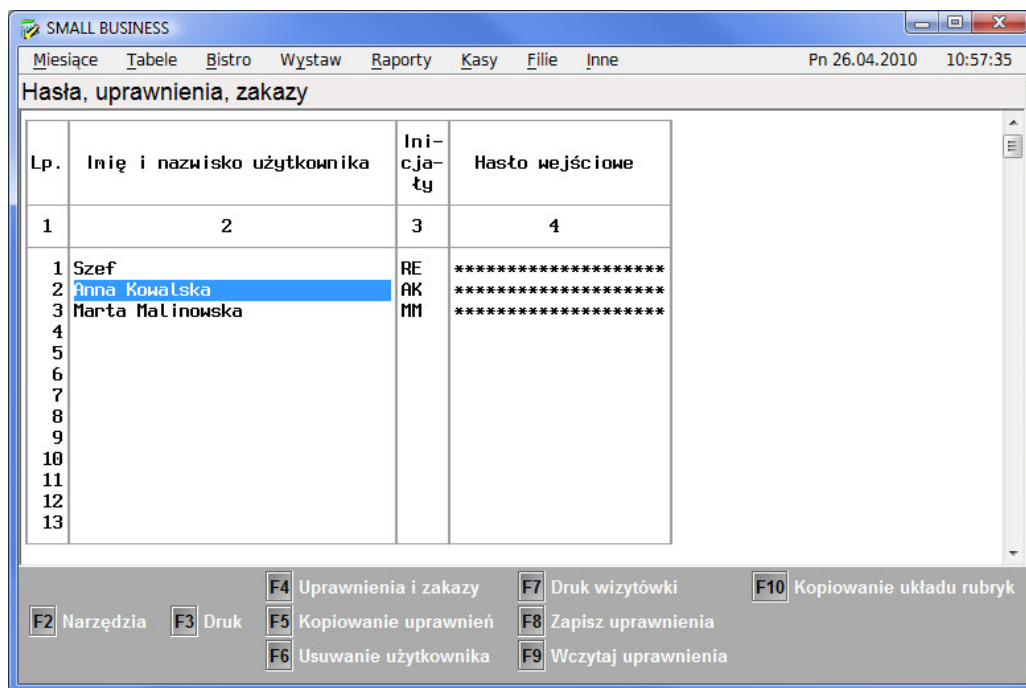 SMALL BUSINESS
Miesiące Tabele Bistro Wystaw Raporty Kasy Filie Inne Pn 26.04.2010 10:57:35
Hasła, uprawnienia, zakazy
Lp. Imię i nazwisko użytkownika Ini-cja-ły Hasło wejściowe
1 2 3 4
1 Szef RE ********************
2 Anna Kowalska AK ********************
3 Marta Malinowska MM ********************
4
5
6
7
8
9
10
11
12
13
F4 Uprawnienia i zakazy F7 Druk wizytówki F10 Kopiowanie układu rubryk
F2 Narzędzia F3 Druk F5 Kopiowanie uprawnień F8 Zapisz uprawnienia
F6 Usuwanie użytkownika F9 Wczytaj uprawnienia